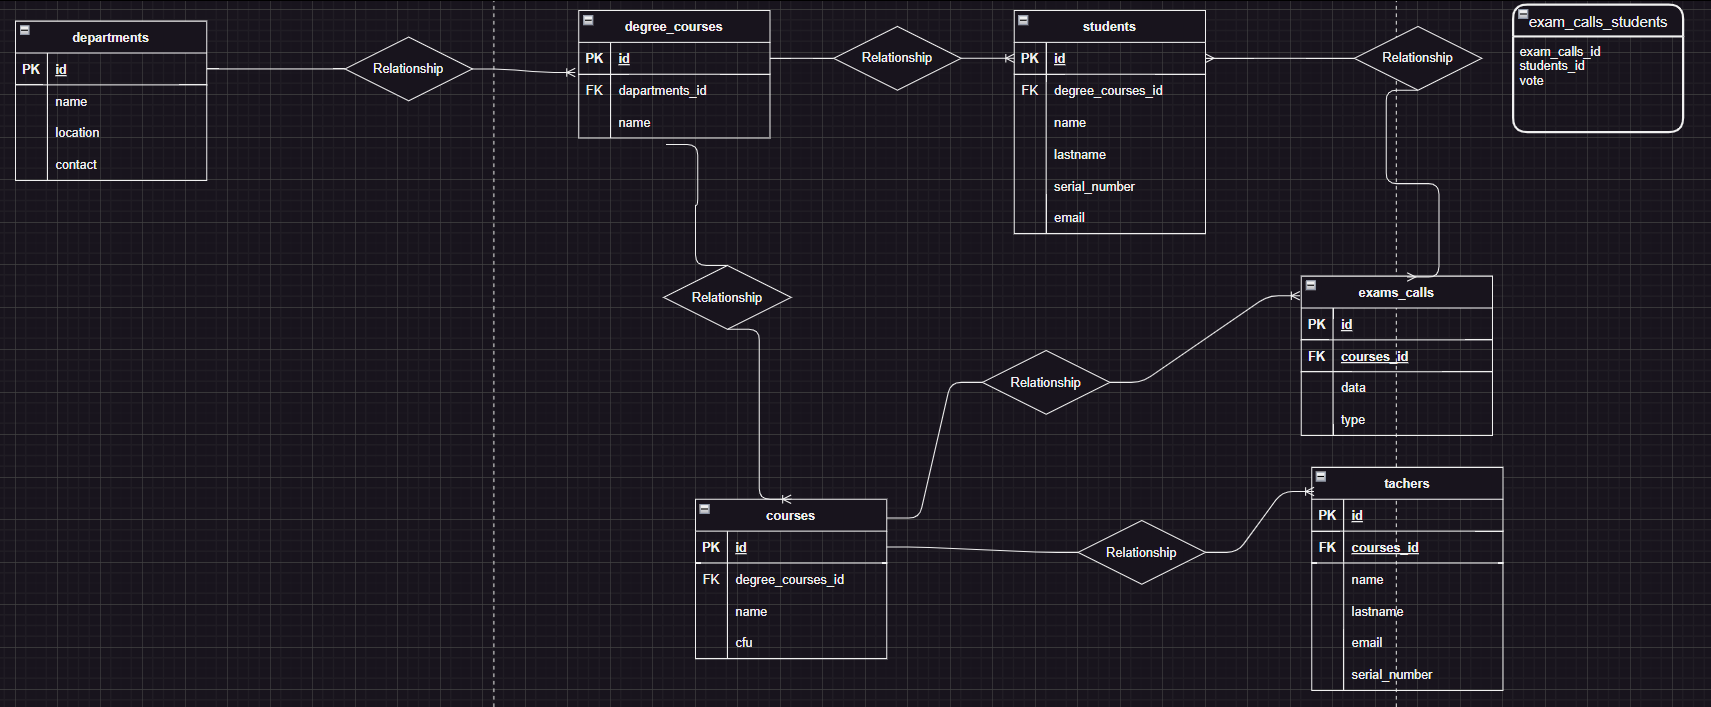 departments
PK id
name
location
contact
Relationship
degree_courses
PK id
FK dapartments_id
name
Relationship
students
PK id
FK degree_courses_id
name
lastname
serial_number
email
Relationship
exam_calls_students
exam_calls_id
students_id
vote
Relationship
exams_calls
PK id
FK courses_id
data
type
Relationship
courses
PK id
FK degree_courses_id
name
cfu
Relationship
tachers
PK id
FK courses_id
name
lastname
email
serial_number